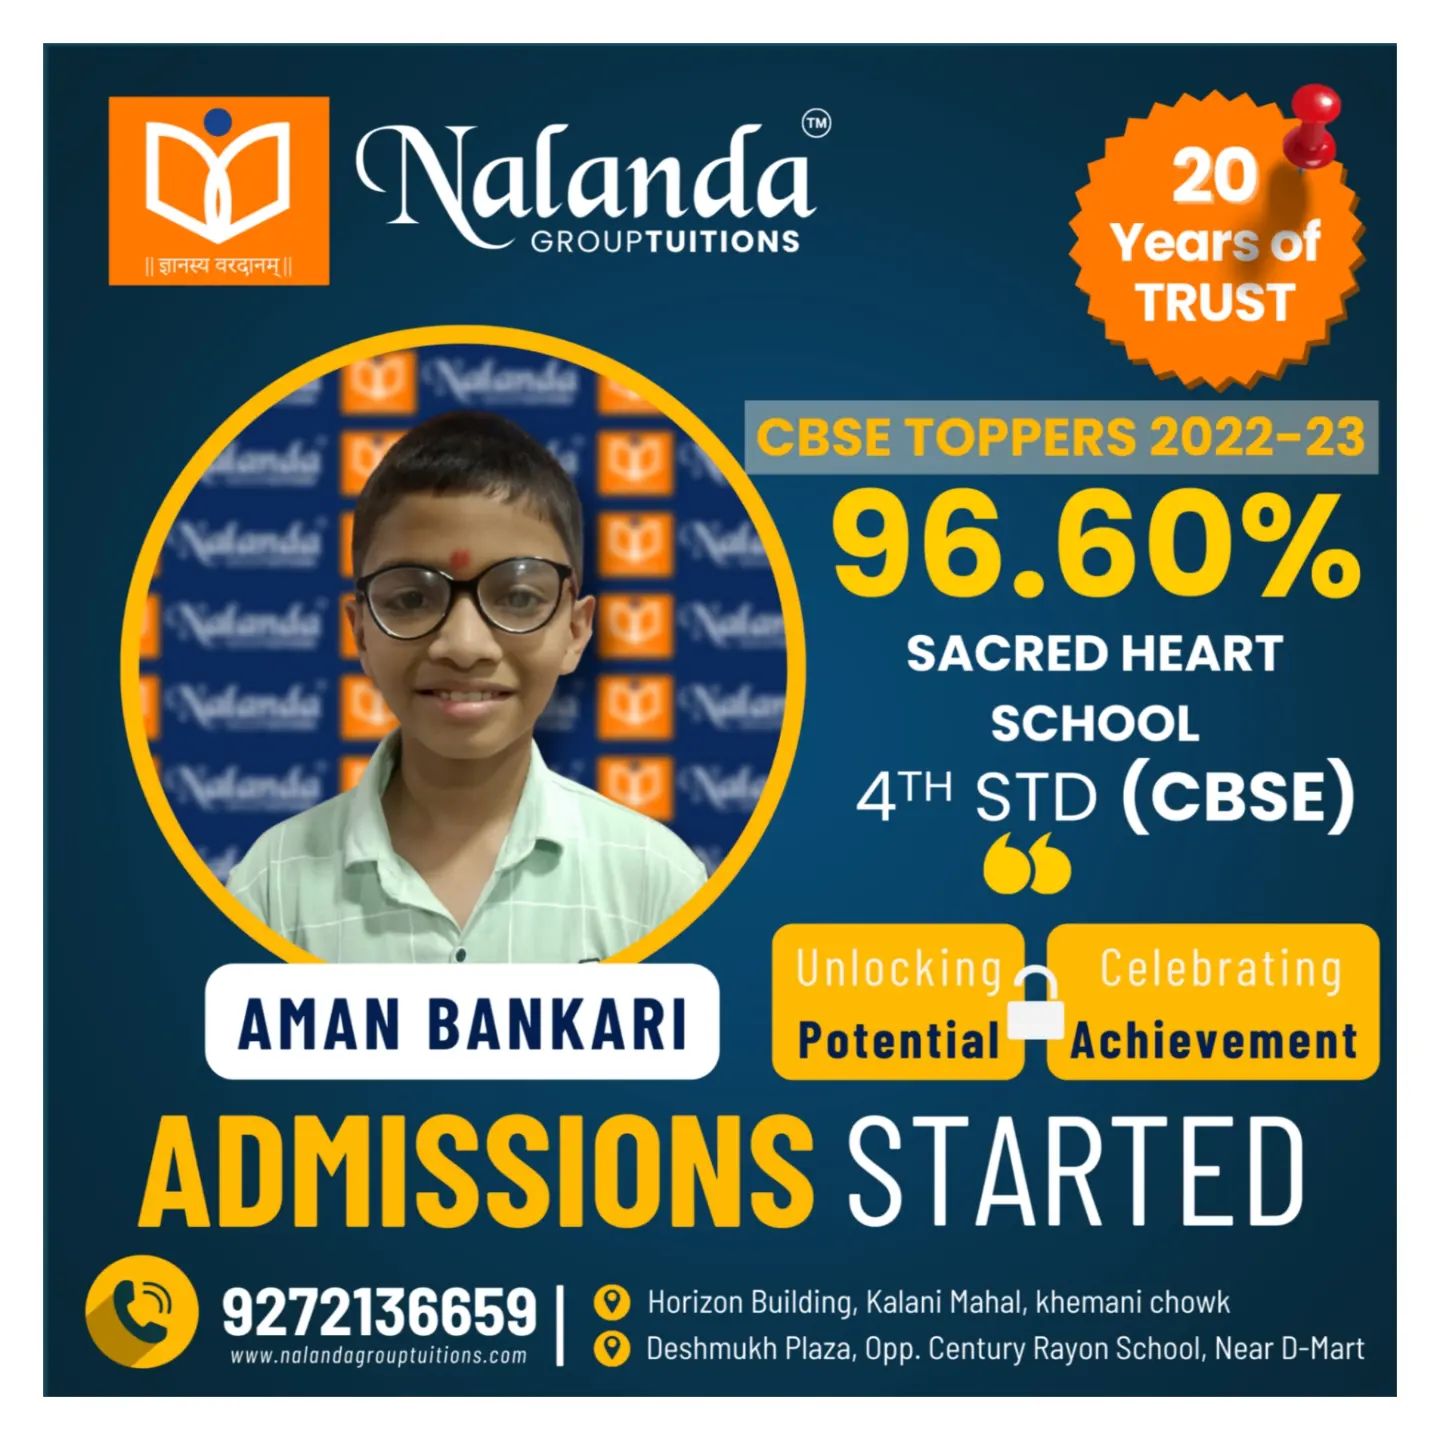 || ज्ञानस्य वरदानम् ||
Nalanda TM
GROUPTUITIONS
20
Years of
TRUST
CBSE TOPPERS 2022-23
96.60%
SACRED HEART
SCHOOL
4TH STD (CBSE)
AMAN BANKARI
Unlocking
Potential
Celebrating
Achievement
ADMISSIONS STARTED
9272136659
www.nalandagrouptuitions.com
Horizon Building, Kalani Mahal, khemani chowk
Deshmukh Plaza, Opp. Century Rayon School, Near D-Mart